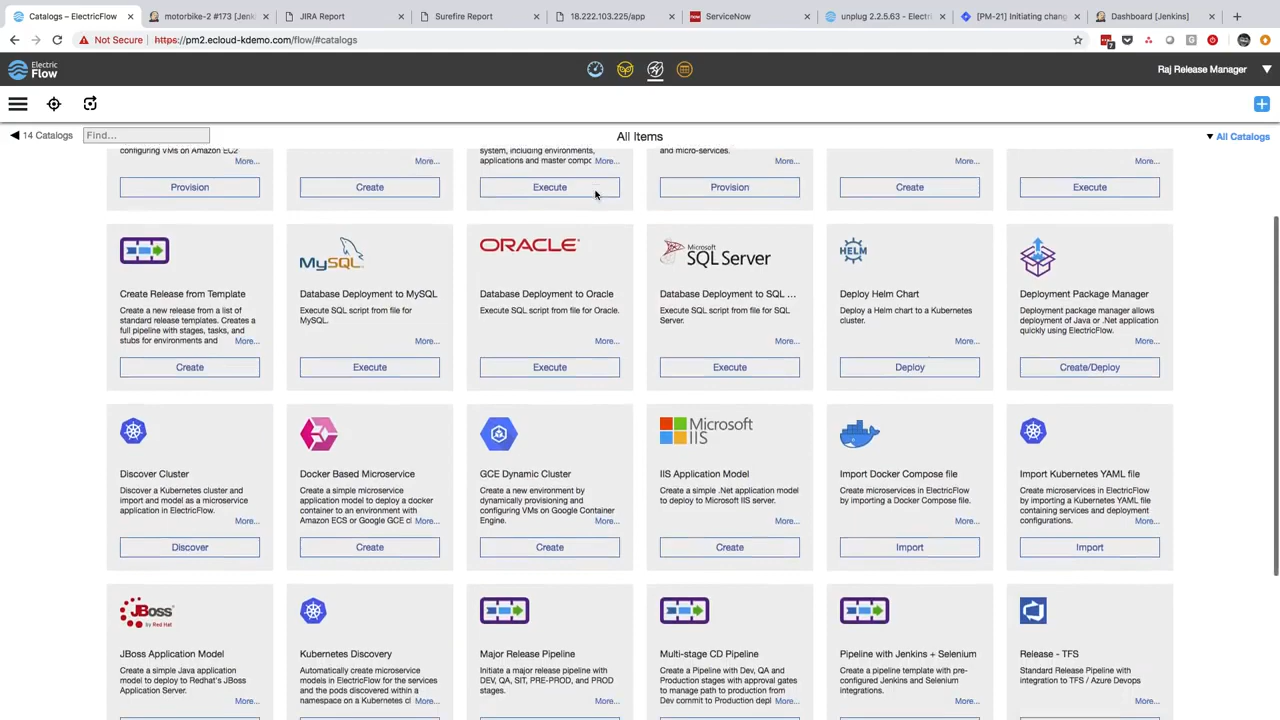 Catalogs - ElectricFlow
motorbike-2 #173 [Jenki
JIRA Report
Surefire Report
18.222.103.225/app
ServiceNow
unplug 2.2.5.63 - Electri
[PM-21] Initiating chang
Dashboard [Jenkins]
Not Secure
https://pm2.ecloud-kdemo.com/flow/#catalogs
Electric
Flow
Raj Release Manager
14 Catalogs
Find...
All Items
All Catalogs
configuring VMs on Amazon EC2
More...
Provision
More...
Create
system, including environments,
applications and master compo
More...
Execute
and micro-services.
More...
Provision
More...
Create
More...
Execute
Create Release from Template
Create a new release from a list of
standard release templates. Creates a
full pipeline with stages, tasks, and
stubs for environments and
More...
Create
MySQL
Database Deployment to MySQL
Execute SQL script from file for
MySQL.
More...
Execute
ORACLE
Database Deployment to Oracle
Execute SQL script from file for Oracle.
More...
Execute
Microsoft
SQL Server
Database Deployment to SQL ...
Execute SQL script from file for SQL
Server.
More...
Execute
HELM
Deploy Helm Chart
Deploy a Helm chart to a Kubernetes
cluster.
More...
Deploy
Deployment Package Manager
Deployment package manager allows
deployment of Java or .Net application
quickly using ElectricFlow.
More...
Create/Deploy
Discover Cluster
Discover a Kubernetes cluster and
import and model as a microservice
application in ElectricFlow.
More...
Discover
Docker Based Microservice
Create a simple microservice
application model to deploy a docker
container to an environment with
Amazon ECS or Google GCE cl
More...
Create
GCE Dynamic Cluster
Create a new environment by
dynamically provisioning and
configuring VMs on Google Container
Engine.
More...
Create
Microsoft
IIS
IIS Application Model
Create a simple .Net application model
to deploy to Microsoft IIS server.
More...
Create
Import Docker Compose file
Create microservices in ElectricFlow
by importing a Docker Compose file.
More...
Import
Import Kubernetes YAML file
Create microservices in ElectricFlow
by importing a Kubernetes YAML file
containing services and deployment
configurations.
More...
Import
JBoss
by Red Hat
JBoss Application Model
Create a simple Java application
model to deploy to Redhat's JBoss
Application Server.
More...
Kubernetes Discovery
Automatically create microservice
models in ElectricFlow for the services
and the pods discovered within a
namespace on a Kubernetes cl
More...
Major Release Pipeline
Initiate a major release pipeline with
DEV, QA, SIT, PRE-PROD, and PROD
stages.
More...
Multi-stage CD Pipeline
Create a Pipeline with Dev, QA and
Production stages with approval gates
to manage path to production from
Dev commit to Production depl
More...
Pipeline with Jenkins + Selenium
Create a pipeline template with pre-
configured Jenkins and Selenium
integrations.
More...
Release - TFS
Standard Release Pipeline with
integration to TFS / Azure Devops
More...